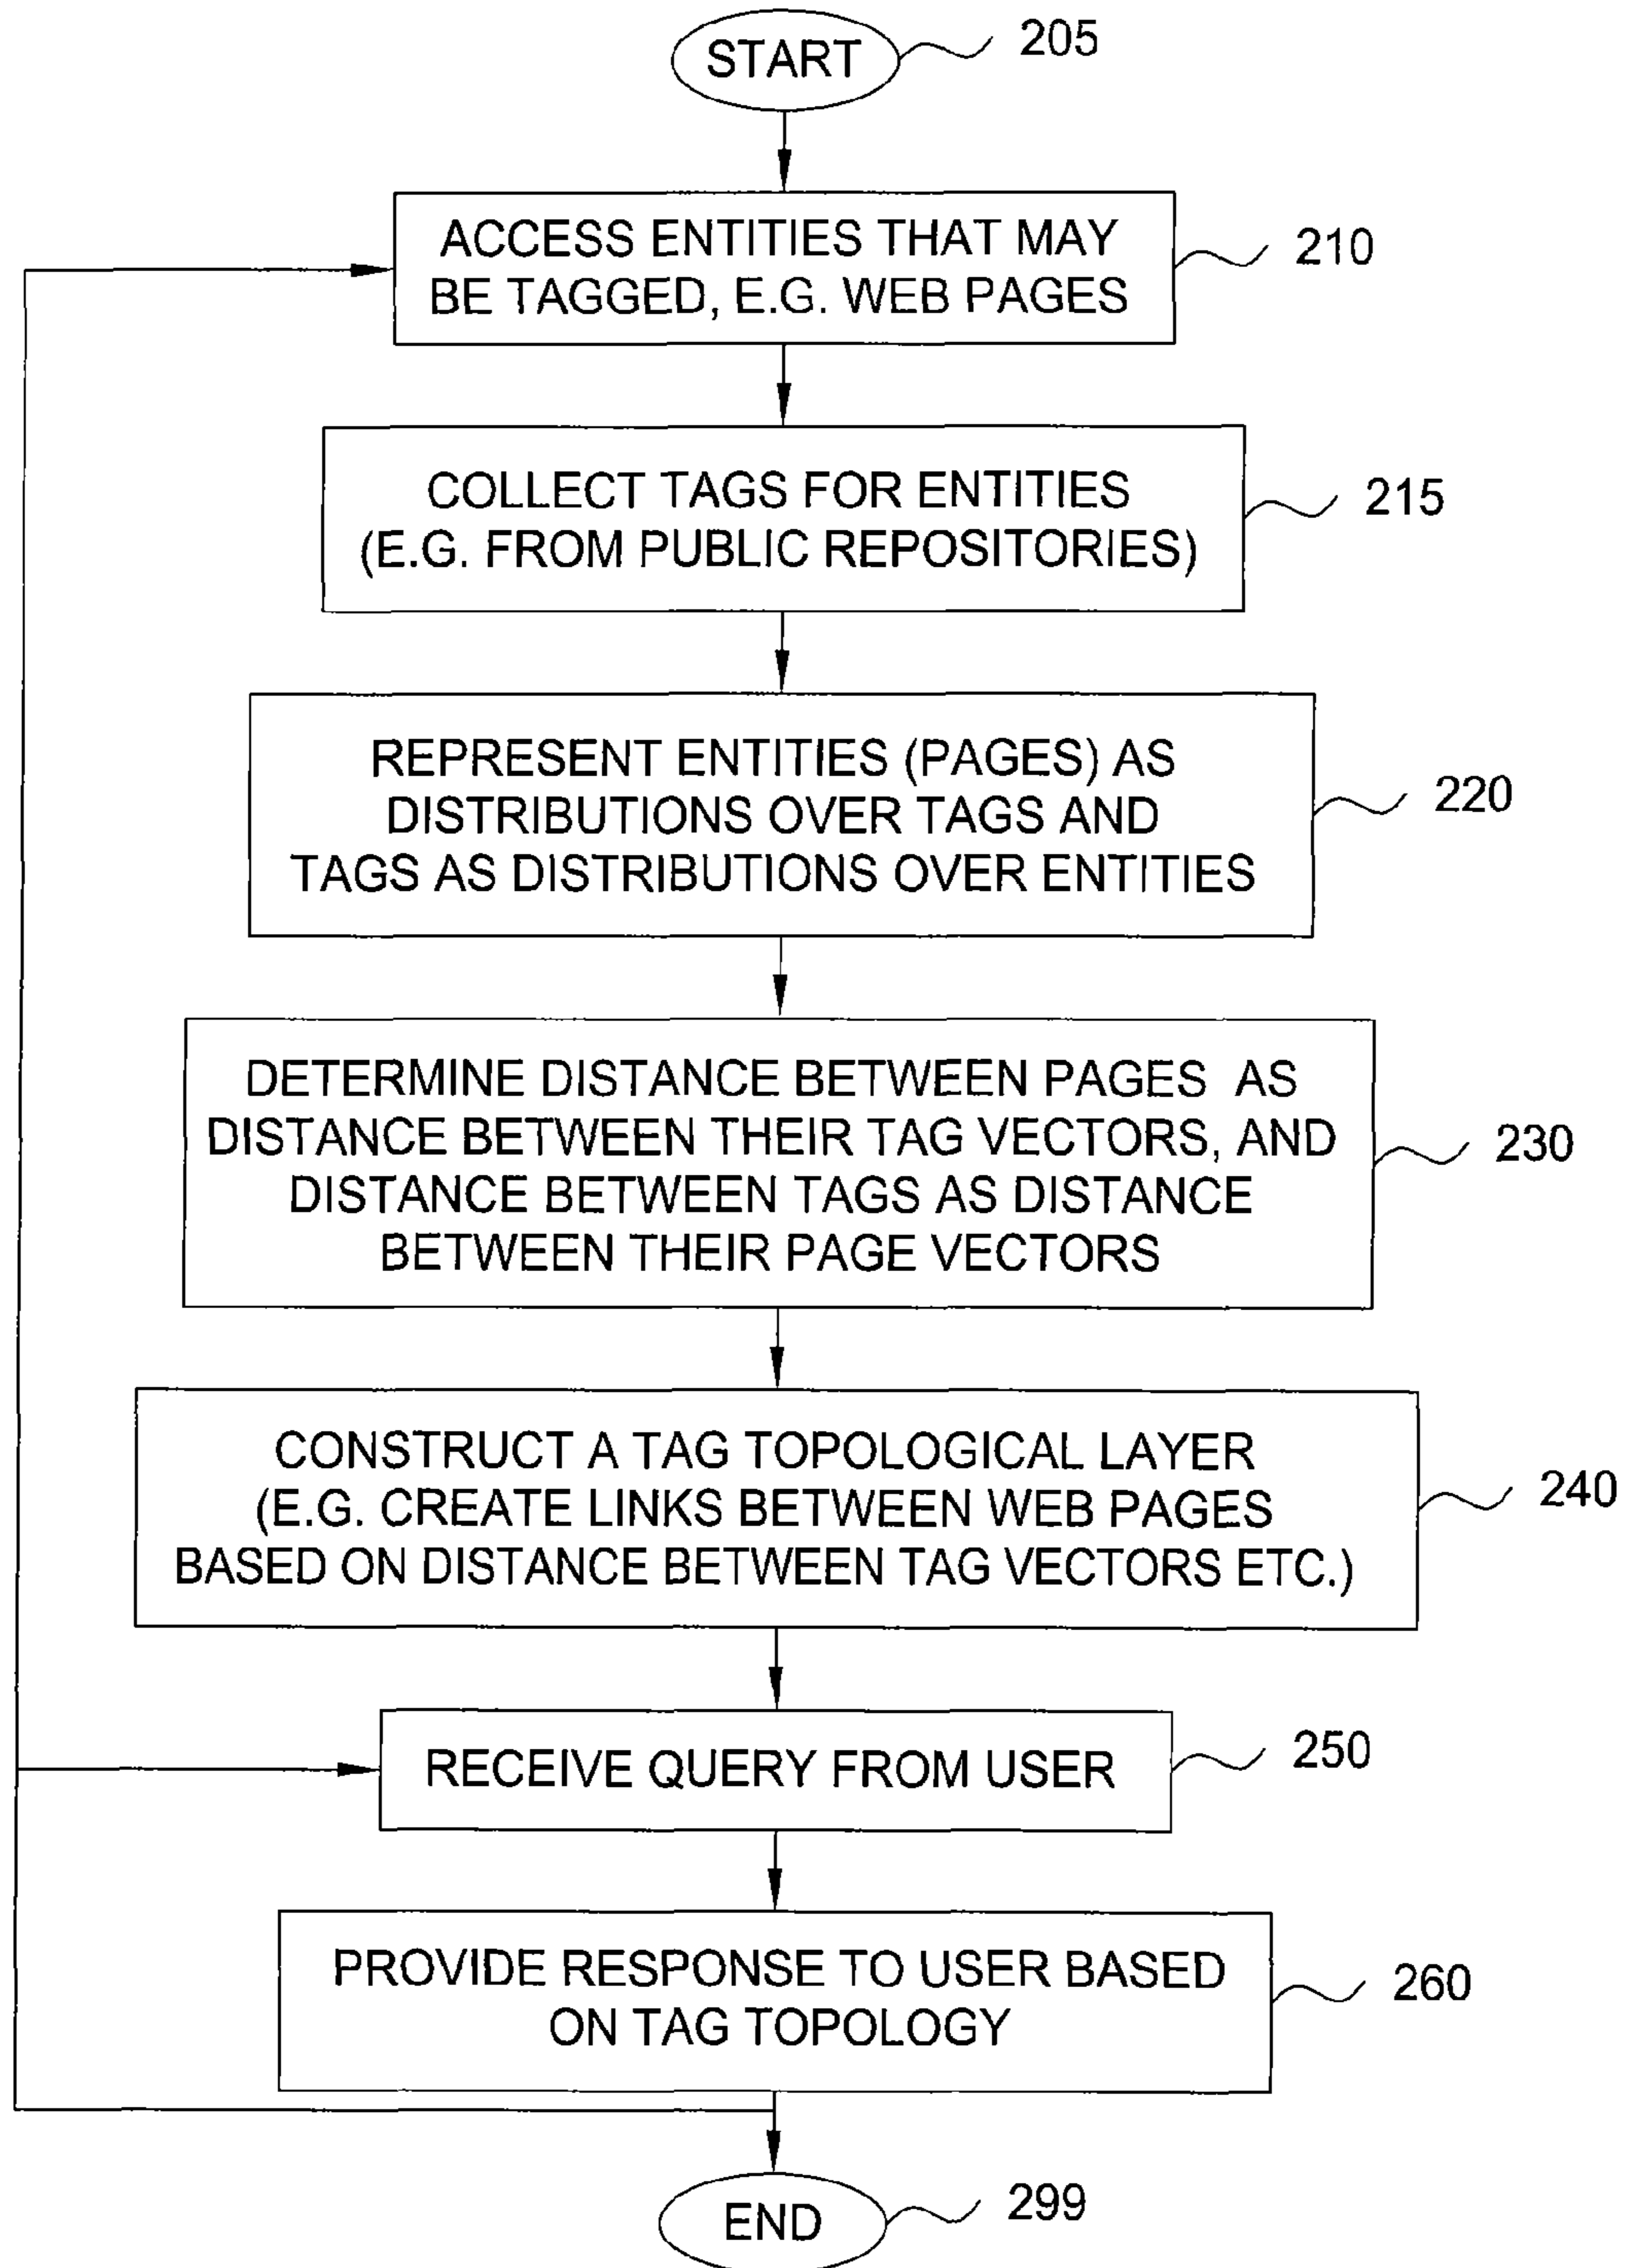 START
205
ACCESS ENTITIES THAT MAY
BE TAGGED, E.G. WEB PAGES
210
COLLECT TAGS FOR ENTITIES
(E.G. FROM PUBLIC REPOSITORIES)
215
REPRESENT ENTITIES (PAGES) AS
DISTRIBUTIONS OVER TAGS AND
TAGS AS DISTRIBUTIONS OVER ENTITIES
220
DETERMINE DISTANCE BETWEEN PAGES AS
DISTANCE BETWEEN THEIR TAG VECTORS, AND
DISTANCE BETWEEN TAGS AS DISTANCE
BETWEEN THEIR PAGE VECTORS
230
CONSTRUCT A TAG TOPOLOGICAL LAYER
(E.G. CREATE LINKS BETWEEN WEB PAGES
BASED ON DISTANCE BETWEEN TAG VECTORS ETC.)
240
RECEIVE QUERY FROM USER
250
PROVIDE RESPONSE TO USER BASED
ON TAG TOPOLOGY
260
END
299